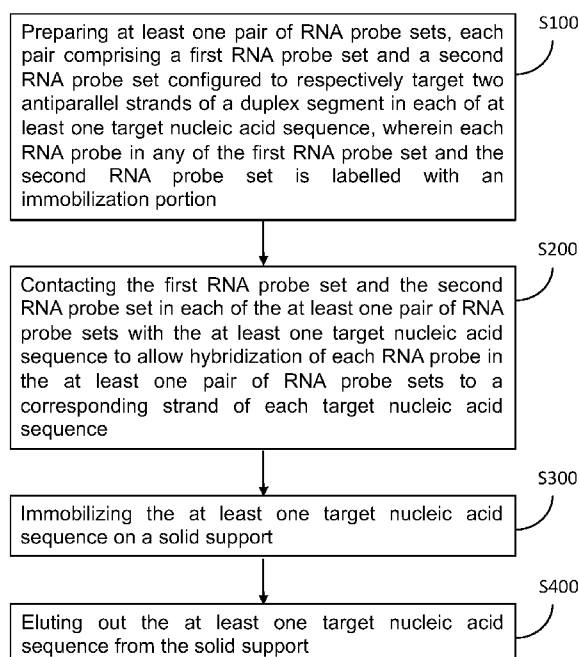 Preparing at least one pair of RNA probe sets, each
pair comprising a first RNA probe set and a second
RNA probe set configured to respectively target two
antiparallel strands of a duplex segment in each of at
least one target nucleic acid sequence, wherein each
RNA probe in any of the first RNA probe set and the
second RNA probe set is labelled with an
immobilization portion
S100
Contacting the first RNA probe set and the second
RNA probe set in each of the at least one pair of RNA
probe sets with the at least one target nucleic acid
sequence to allow hybridization of each RNA probe in
the at least one pair of RNA probe sets to a
corresponding strand of each target nucleic acid
sequence
S200
Immobilizing the at least one target nucleic acid
sequence on a solid support
S300
Eluting out the at least one target nucleic acid
sequence from the solid support
S400